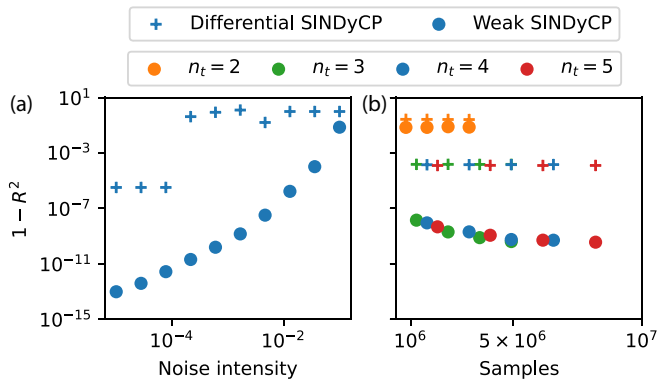 Differential SINDyCP Weak SINDyCP
n_t = 2 n_t = 3 n_t = 4 n_t = 5
(a) (b)
10^1
10^−3
10^−7
10^−11
10^−15
1 − R^2
10^−4 10^−2 10^6 5 × 10^6 10^7
Noise intensity Samples